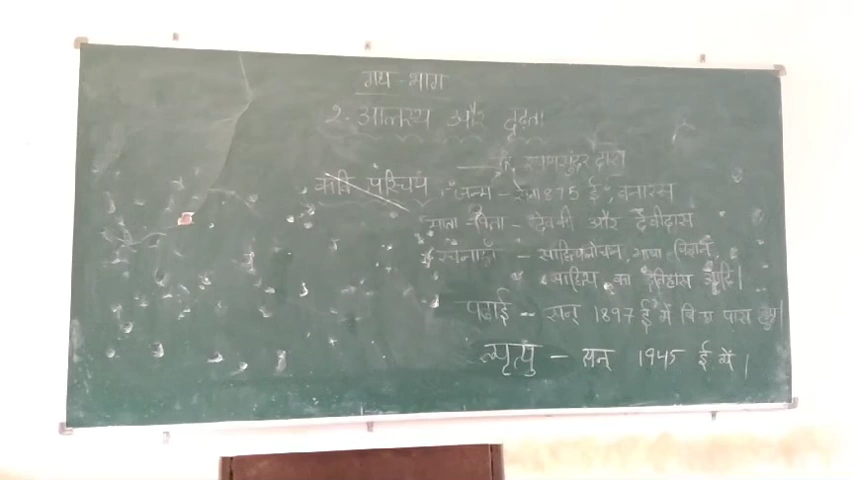 गद्य - भाग
2. आलस्य और दृढ़ता
— डॉ. श्यामसुंदर दास
कवि परिचय : जन्म - सन् 1875 ई, बनारस
माता - पिता - देवकी और देवीदास
रचनाएँ - साहित्यलोचन, भाषा विज्ञान,
साहित्य का इतिहास आदि।
पढाई - सन् 1897 ई में बि ए पास हुए।
मृत्यु - सन् 1945 ई में।